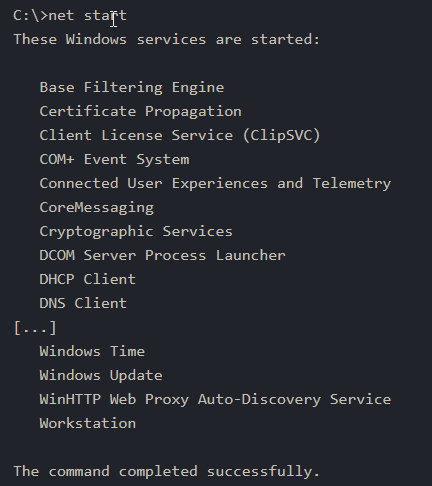 C:\>net start
These Windows services are started:
Base Filtering Engine
Certificate Propagation
Client License Service (ClipSVC)
COM+ Event System
Connected User Experiences and Telemetry
CoreMessaging
Cryptographic Services
DCOM Server Process Launcher
DHCP Client
DNS Client
[...]
Windows Time
Windows Update
WinHTTP Web Proxy Auto-Discovery Service
Workstation
The command completed successfully.